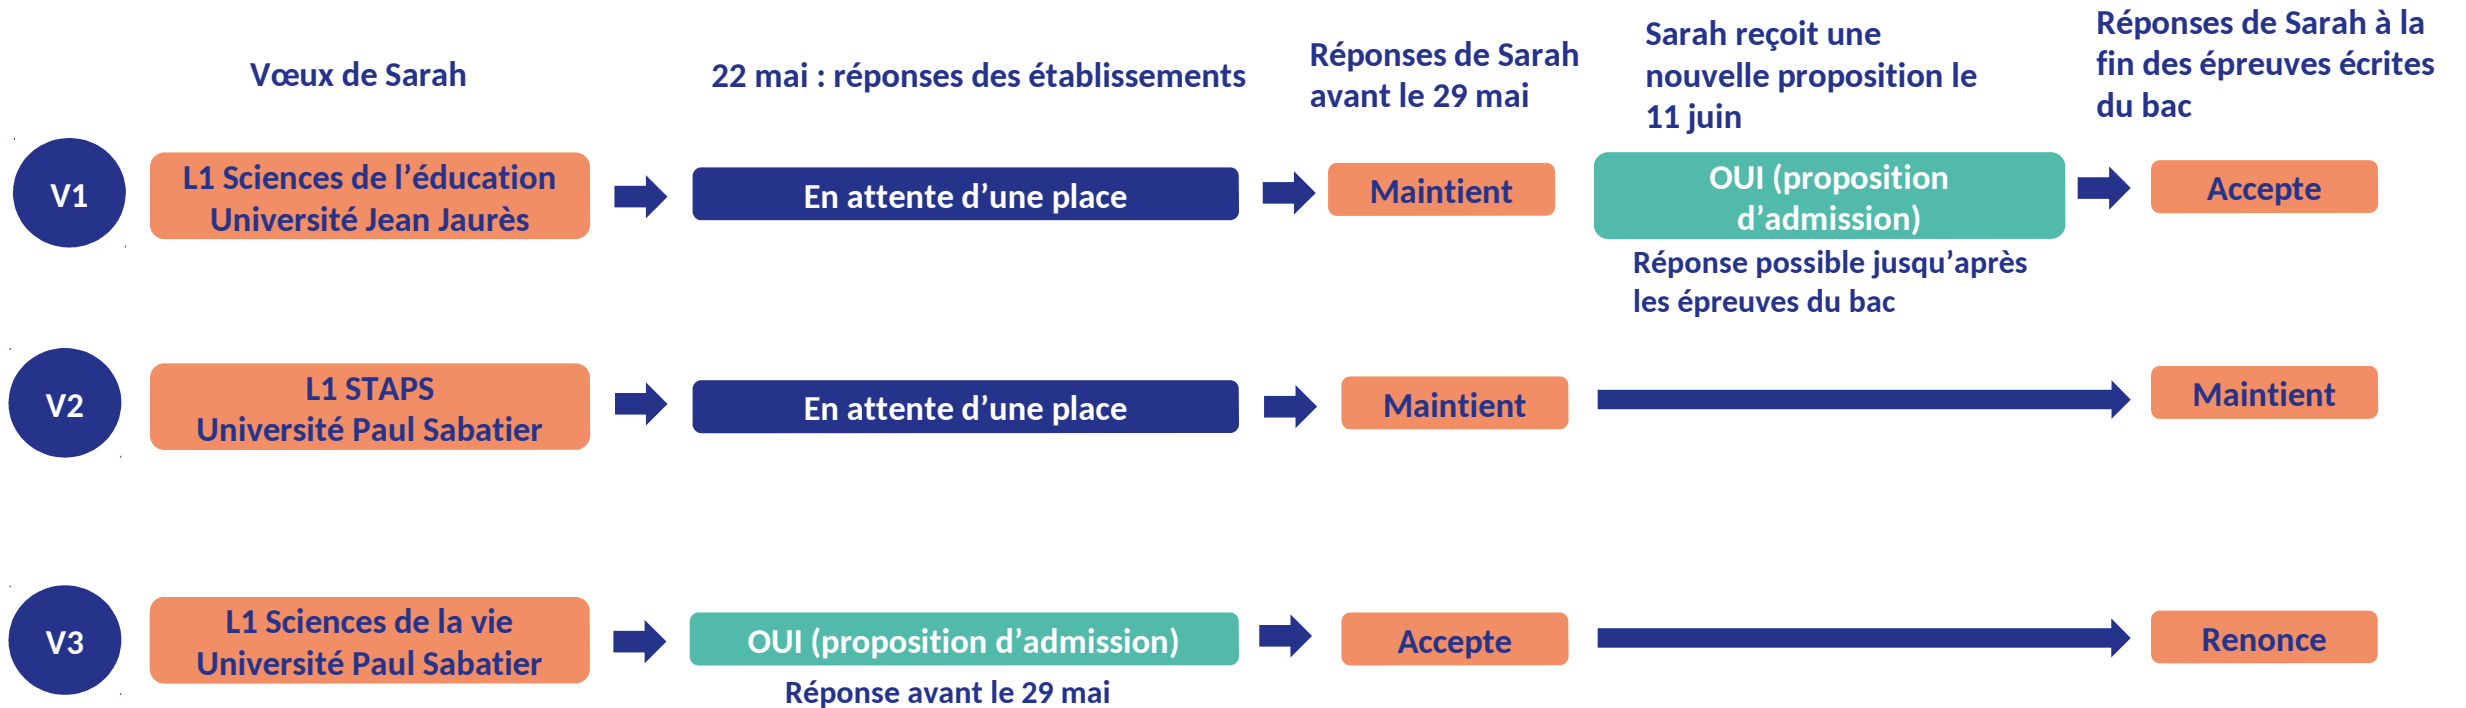 Vœux de Sarah
22 mai : réponses des établissements
Réponses de Sarah
avant le 29 mai
Sarah reçoit une
nouvelle proposition le
11 juin
Réponses de Sarah à la
fin des épreuves écrites
du bac
V1
L1 Sciences de l’éducation
Université Jean Jaurès
En attente d’une place
Maintient
OUI (proposition
d’admission)
Accepte
Réponse possible jusqu’après
les épreuves du bac
V2
L1 STAPS
Université Paul Sabatier
En attente d’une place
Maintient
Maintient
V3
L1 Sciences de la vie
Université Paul Sabatier
OUI (proposition d’admission)
Accepte
Renonce
Réponse avant le 29 mai